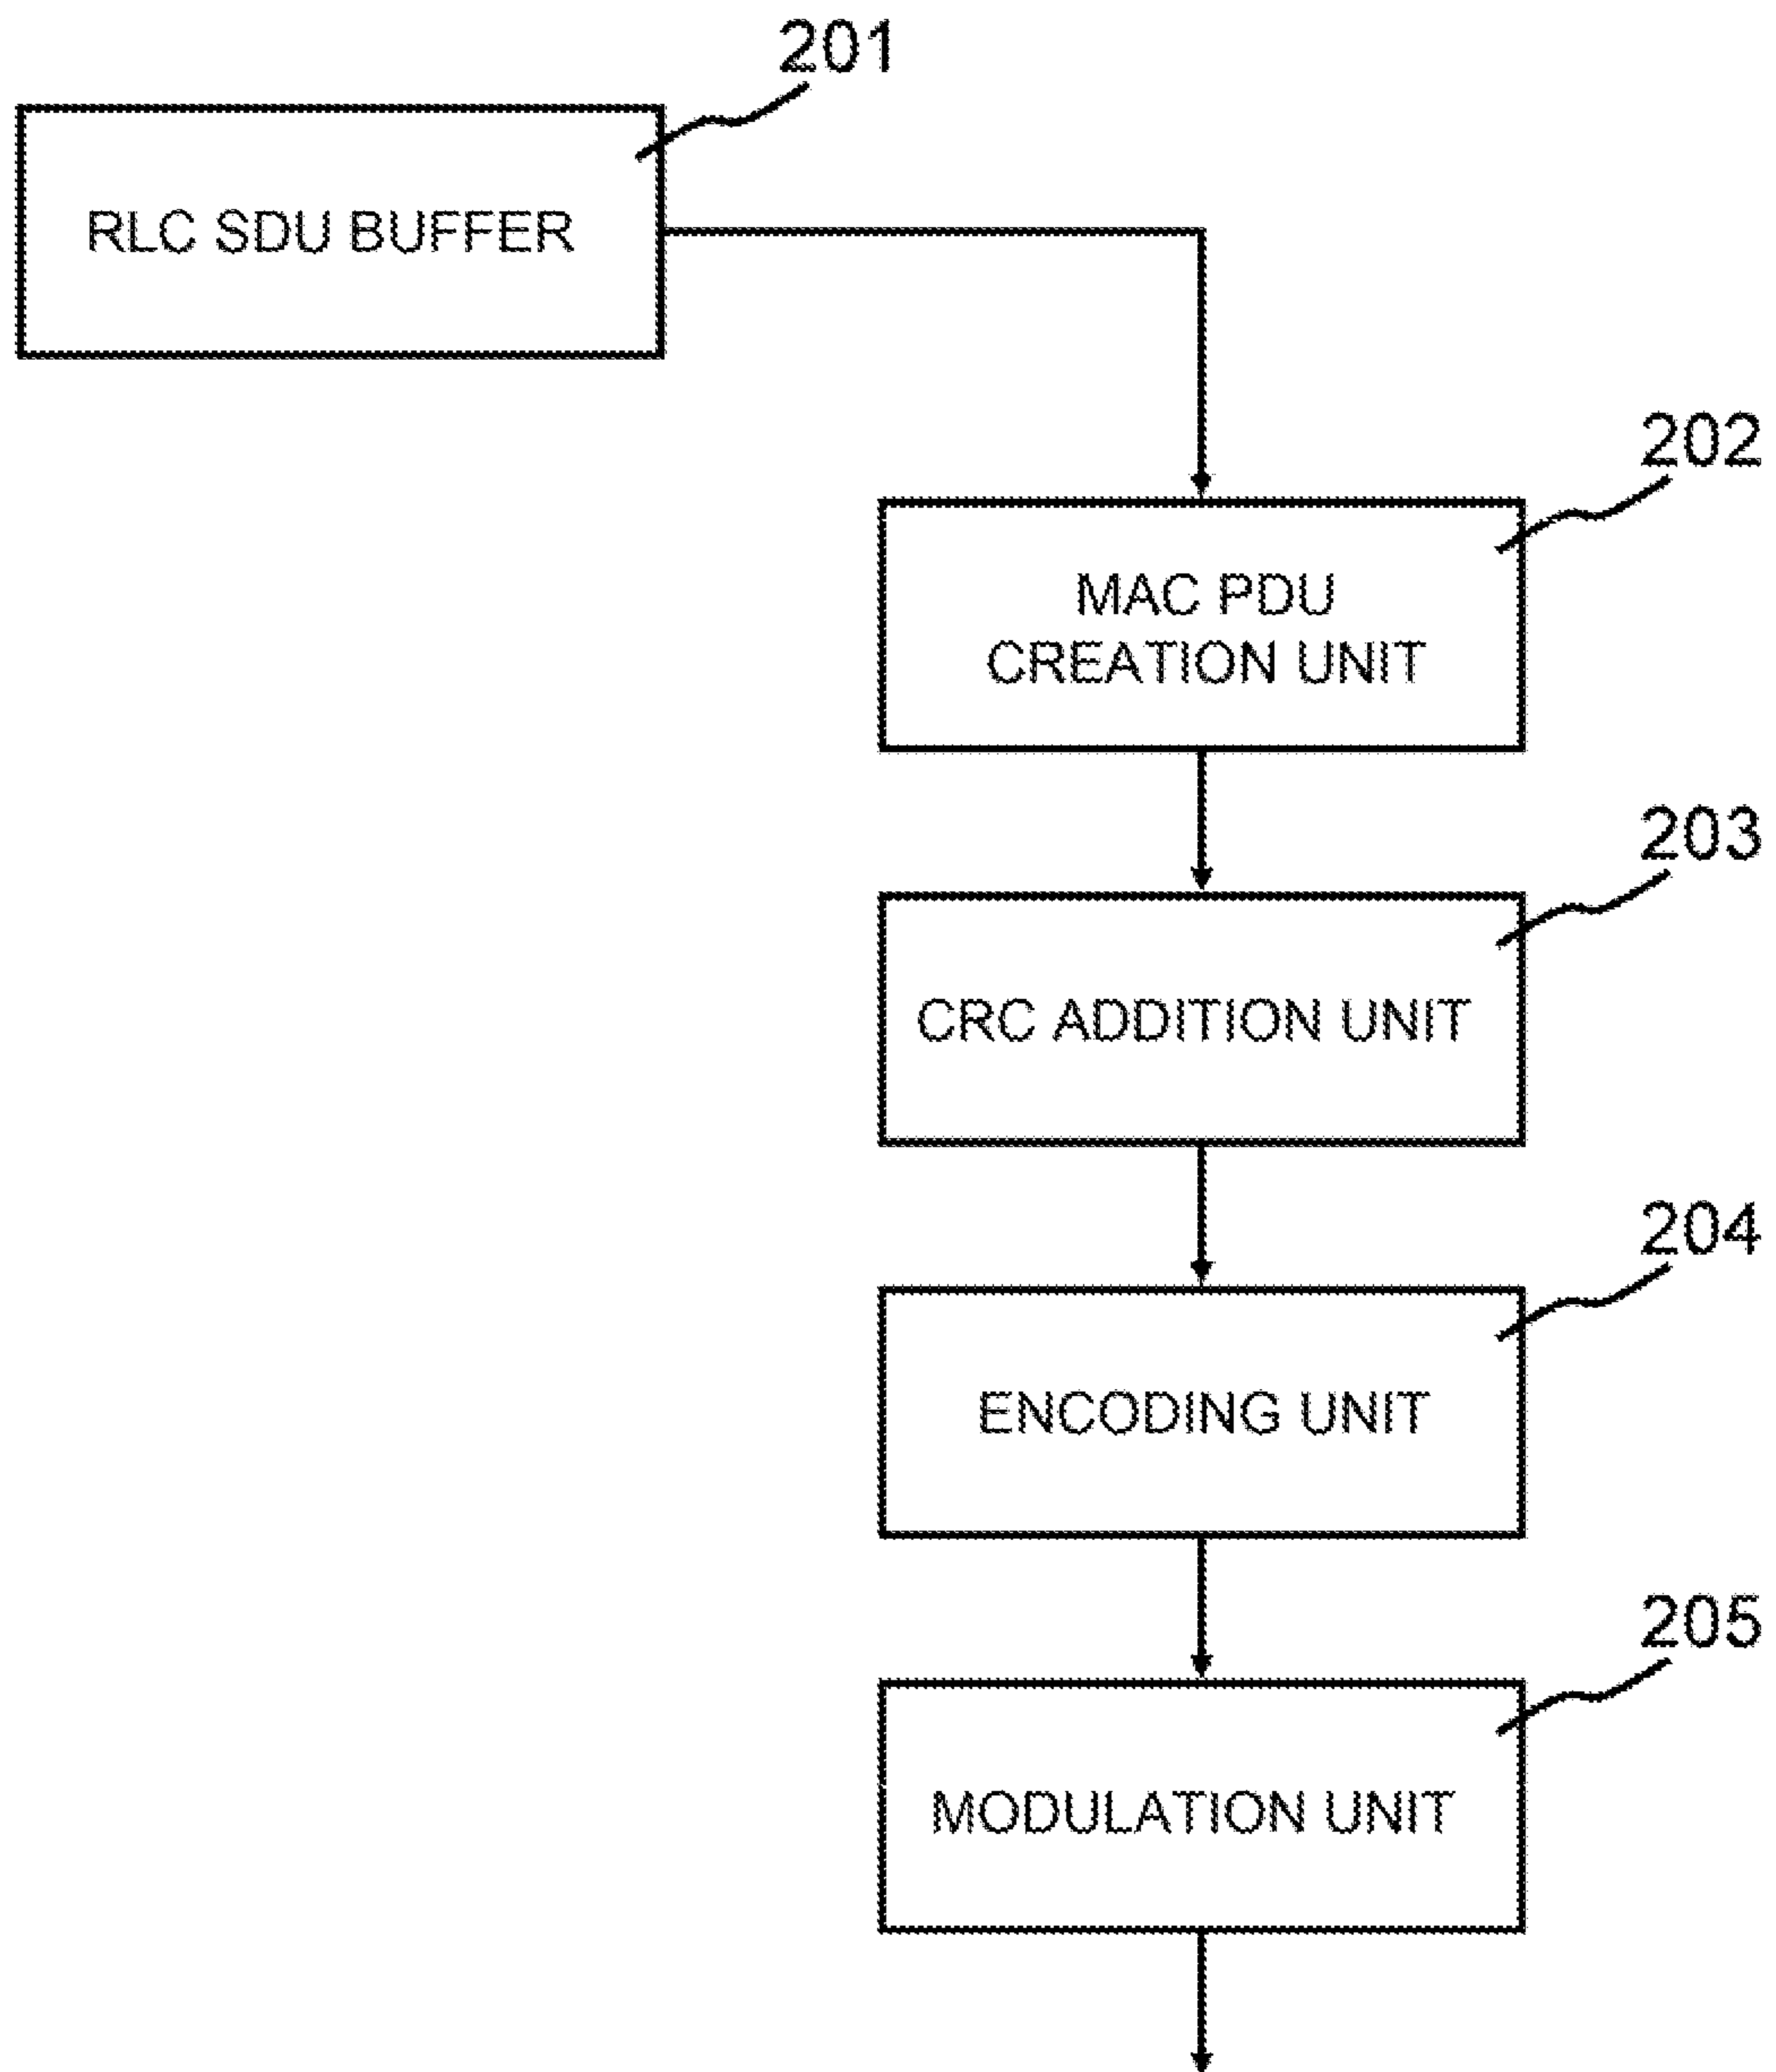 201
RLC SDU BUFFER
202
MAC PDU
CREATION UNIT
203
CRC ADDITION UNIT
204
ENCODING UNIT
205
MODULATION UNIT